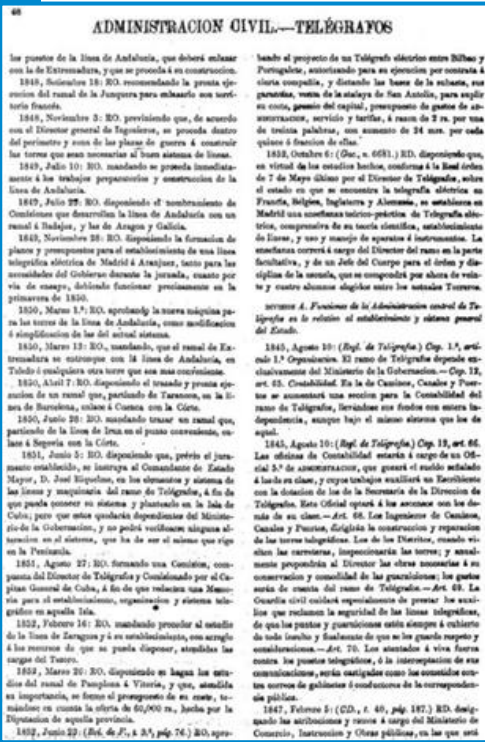 46
ADMINISTRACION CIVIL.—TELÉGRAFOS
los puestos de la línea de Andalucía, que deberá enlazar
con la de Extremadura, y que se proceda á su construccion.
1848, Setiembre 18: RO. recomendando la pronta eje-
cucion del ramal de la Junquera para enlazarlo con terri-
torio francés.
1848, Noviembre 3: RO. previniendo que, de acuerdo
con el Director general de Ingenieros, se proceda dentro
del perímetro y zona de las plazas de guerra á construir
las torres que sean necesarias al buen sistema de líneas.
1849, Julio 10: RO. mandando se proceda inmediata-
mente á los trabajos preparatorios y construccion de la
línea de Andalucía.
1849, Julio 27: RO. disponiendo el nombramiento de
Comisiones que desarrollen la línea de Andalucía con un
ramal á Badajoz, y las de Aragon y Galicia.
1849, Noviembre 28: RO. disponiendo la formacion de
planos y presupuestos para el establecimiento de una línea
telegráfica eléctrica de Madrid á Aranjuez, tanto para las
necesidades del Gobierno durante la jornada, cuanto por
via de ensayo, debiendo funcionar precisamente en la
primavera de 1850.
1850, Marzo 1.º: RO. aprobando la nueva máquina pa-
ra las torres de la línea de Andalucía, como modificacion
ó simplificacion de las del actual sistema.
1850, Marzo 13: RO. mandando, que el ramal de Ex-
tremadura se entronque con la línea de Andalucía, en
Toledo ó cualquiera otra torre que sea mas conveniente.
1850, Abril 7: RO. disponiendo el trazado y pronta eje-
cucion de un ramal que, partiendo de Tarancon, en la lí-
nea de Barcelona, enlace á Cuenca con la Córte.
1850, Junio 26: RO. mandando trazar un ramal que,
partiendo de la línea de Irun en el punto conveniente, en-
lace á Segovia con la Córte.
1851, Junio 5: RO. disponiendo que, prévio el jura-
mento establecido, se instruya al Comandante de Estado
Mayor, D. José Riquelme, en los elementos y sistema de
las líneas y maquinaria del ramo de Telégrafos, á fin de
que pueda conocer su sistema y plantearlo en la Isla de
Cuba; pero que estos quedarán dependientes del Ministe-
rio de la Gobernacion, y no podrá verificarse ninguna al-
teracion en el sistema, que ha de ser el mismo que rige
en la Península.
1851, Agosto 27: RO. formando una Comision, com-
puesta del Director de Telégrafos y Comisionado por el Ca-
pitan General de Cuba, á fin de que redacten una Memo-
ria para el establecimiento, organizacion y sistema tele-
gráfico en aquella Isla.
1852, Febrero 16: RO. mandando proceder al estudio
de la línea de Zaragoza y á su establecimiento, con arreglo
á los recursos de que se pueda disponer, atendidas las
cargas del Tesoro.
1852, Marzo 26: RO. disponiendo se hagan los estu-
dios del ramal de Pamplona á Vitoria, y que, atendida
su importancia, se forme el presupuesto de su coste, to-
mándose en cuenta la oferta de 60,000 rs., hecha por la
Diputacion de aquella provincia.
1852, Junio 23: (Bol. de F., t. 3.º, pág. 74.) RO. apro-
bando el proyecto de un Telégrafo eléctrico entre Bilbao y
Portugalete, autorizando para su ejecucion por contrata á
cierta compañía, y dictando las bases de la subasta, sus
garantías, venta de la atalaya de San Antolin, para suplir
su coste, premio del capital, presupuesto de gastos de AD-
MINISTRACION, servicio y tarifas, á razon de 2 rs. por una
de treinta palabras, con aumento de 24 mrs. por cada
quince ó fraccion de ellas.
1852, Octubre 6: (Gac., n. 6681.) RD. disponiendo que,
en virtud de los estudios hechos, conforme á la Real órden
de 7 de Mayo último por el Director de Telégrafos, sobre
el estado en que se encuentra la telegrafía eléctrica en
Francia, Bélgica, Inglaterra y Alemania, se establezca en
Madrid una enseñanza teórico-práctica de Telegrafía eléc-
trica, comprensiva de su teoría científica, establecimiento
de líneas, y uso y manejo de aparatos é instrumentos. La
enseñanza correrá á cargo del Director del ramo en la parte
facultativa, y de un Jefe del Cuerpo para el órden y dis-
ciplina de la escuela, que se compondrá por ahora de vein-
te y cuatro alumnos elegidos entre los actuales Torreros.
DIVISION A. Funciones de la Administracion central de Te-
légrafos en lo relativo al establecimiento y sistema general
del Estado.
1845, Agosto 10: (Regl. de Telégrafos.) Cap. 1.º, artí-
culo 1.º Organizacion. El ramo de Telégrafos depende ex-
clusivamente del Ministerio de la Gobernacion.—Cap. 12,
art. 65. Contabilidad. En la de Caminos, Canales y Puer-
tos se aumentará una seccion para la Contabilidad del
ramo de Telégrafos, llevándose sus fondos con entera in-
dependencia, aunque bajo el mismo sistema que los de
aquel.
1845, Agosto 10: (Regl. de Telégrafos.) Cap. 12, art. 66.
Las oficinas de Contabilidad estarán á cargo de un Ofi-
cial 5.º de ADMINISTRACION, que gozará el sueldo señalado
á los de su clase, y cuyos trabajos auxiliará un Escribiente
con la dotacion de los de la Secretaría de la Direccion de
Telégrafos. Este Oficial optará á los ascensos con los de-
más de su clase.—Art. 68. Los Ingenieros de Caminos,
Canales y Puertos, dirigirán la construccion y reparacion
de las torres telegráficas. Los de los Distritos, cuando vi-
siten las carreteras, inspeccionarán las torres; y anual-
mente propondrán al Director las obras necesarias á su
conservacion y comodidad de las guarniciones; los gastos
serán de cuenta del ramo de Telégrafos.—Art. 69. La
Guardia civil cuidará especialmente de prestar los auxi-
lios que reclamen la seguridad de las líneas telegráficas,
de que los puntos y guarniciones estén siempre á cubierto
de todo insulto y finalmente de que se les guarde respeto y
consideraciones.—Art. 70. Los atentados á viva fuerza
contra los puestos telegráficos, ó la interceptacion de sus
comunicaciones, serán castigadas como los cometidos con-
tra correos de gabinetes ó conductores de la corresponden-
cia pública.
1847, Febrero 5: (CD., t. 40, pág. 187.) RD. desig-
nando las atribuciones y ramos á cargo del Ministerio de
Comercio, Instruccion y Obras públicas, en las que está